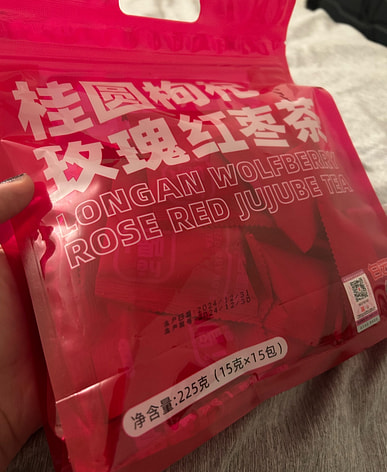 桂圆枸杞
玫瑰红枣茶
LONGAN WOLFBERRY
ROSE RED JUJUBE TEA
净含量:225克(15克×15包)